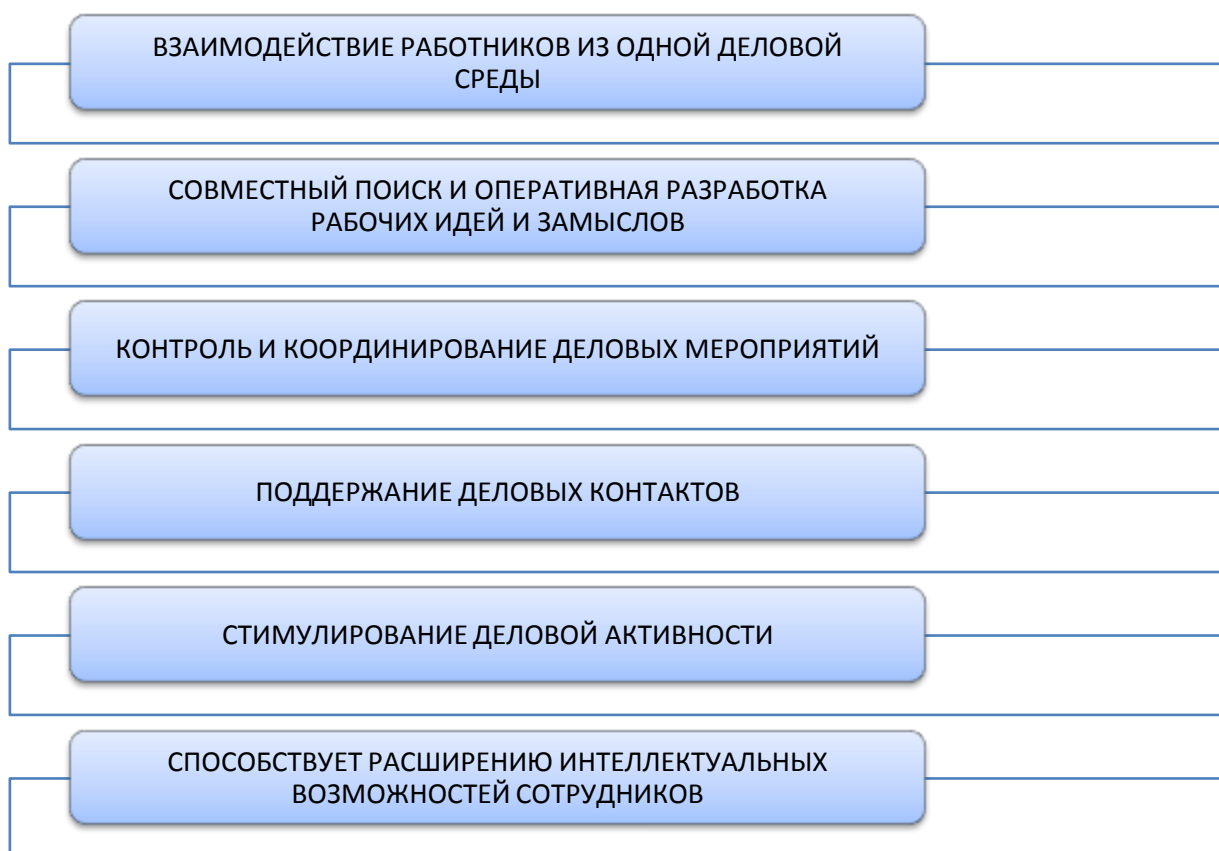 ВЗАИМОДЕЙСТВИЕ РАБОТНИКОВ ИЗ ОДНОЙ ДЕЛОВОЙ
СРЕДЫ
СОВМЕСТНЫЙ ПОИСК И ОПЕРАТИВНАЯ РАЗРАБОТКА
РАБОЧИХ ИДЕЙ И ЗАМЫСЛОВ
КОНТРОЛЬ И КООРДИНИРОВАНИЕ ДЕЛОВЫХ МЕРОПРИЯТИЙ
ПОДДЕРЖАНИЕ ДЕЛОВЫХ КОНТАКТОВ
СТИМУЛИРОВАНИЕ ДЕЛОВОЙ АКТИВНОСТИ
СПОСОБСТВУЕТ РАСШИРЕНИЮ ИНТЕЛЛЕКТУАЛЬНЫХ
ВОЗМОЖНОСТЕЙ СОТРУДНИКОВ